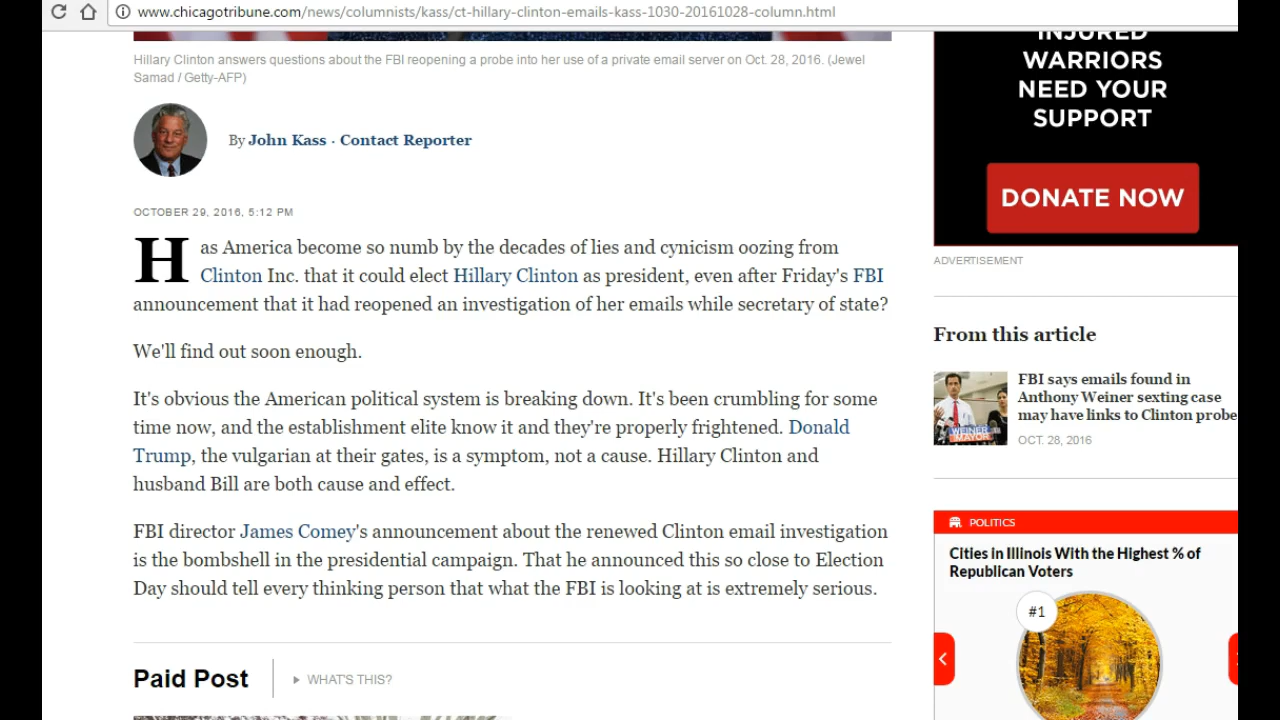 www.chicagotribune.com/news/columnists/kass/ct-hillary-clinton-emails-kass-1030-20161028-column.html
Hillary Clinton answers questions about the FBI reopening a probe into her use of a private email server on Oct. 28, 2016. (Jewel
Samad / Getty-AFP)
By John Kass · Contact Reporter
OCTOBER 29, 2016, 5:12 PM
Has America become so numb by the decades of lies and cynicism oozing from
Clinton Inc. that it could elect Hillary Clinton as president, even after Friday's FBI
announcement that it had reopened an investigation of her emails while secretary of state?
We'll find out soon enough.
It's obvious the American political system is breaking down. It's been crumbling for some
time now, and the establishment elite know it and they're properly frightened. Donald
Trump, the vulgarian at their gates, is a symptom, not a cause. Hillary Clinton and
husband Bill are both cause and effect.
FBI director James Comey's announcement about the renewed Clinton email investigation
is the bombshell in the presidential campaign. That he announced this so close to Election
Day should tell every thinking person that what the FBI is looking at is extremely serious.
Paid Post
WHAT'S THIS?
INJURED
WARRIORS
NEED YOUR
SUPPORT
DONATE NOW
ADVERTISEMENT
From this article
FBI says emails found in
Anthony Weiner sexting case
may have links to Clinton probe
OCT. 28, 2016
WEINER
MAYOR
POLITICS
Cities in Illinois With the Highest % of
Republican Voters
#1